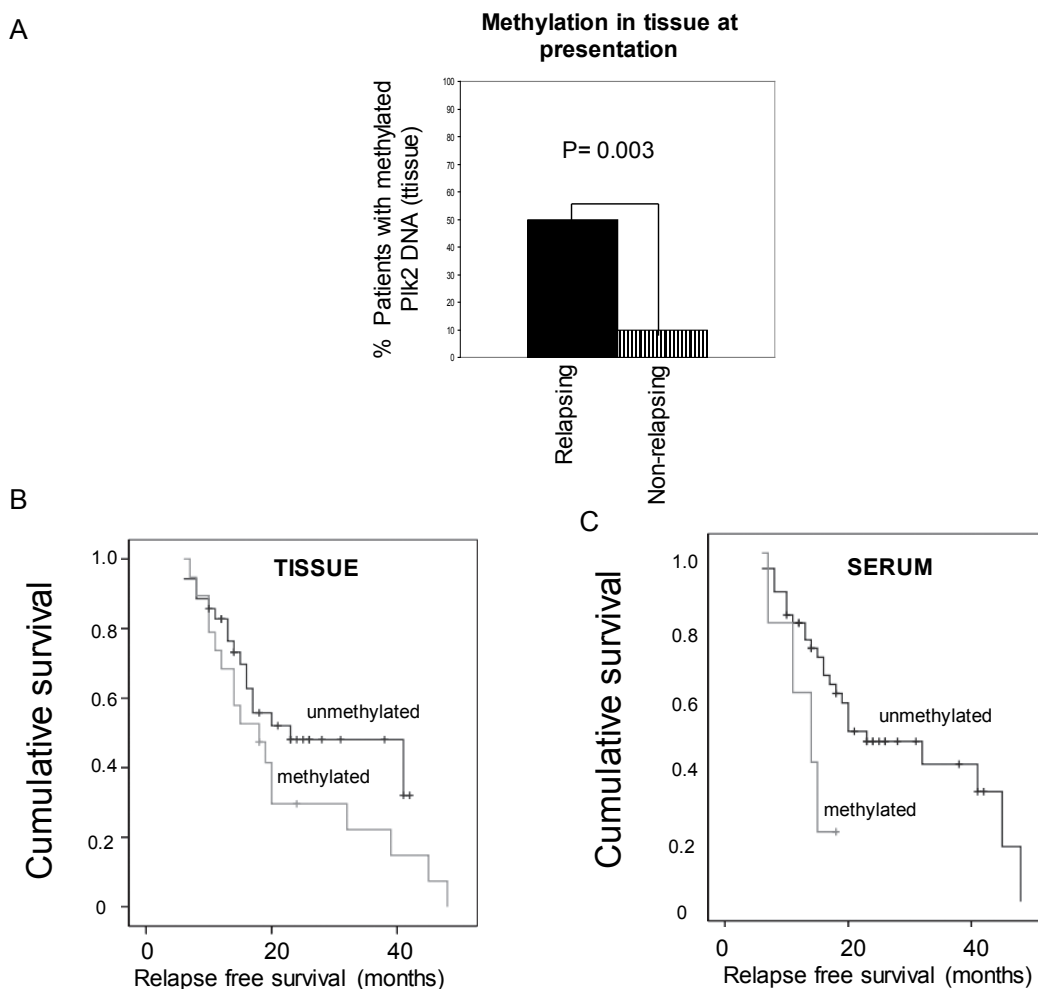 A
Methylation in tissue at
presentation
% Patients with methylated
Plk2 DNA (ttissue)
100
90
80
70
60
50
40
30
20
10
0
P= 0.003
Relapsing
Non-relapsing
B
TISSUE
Cumulative survival
1.0
0.8
0.6
0.4
0.2
0
unmethylated
methylated
0 20 40
Relapse free survival (months)
C
SERUM
Cumulative survival
1.0
0.8
0.6
0.4
0.2
0
unmethylated
methylated
0 20 40
Relapse free survival (months)